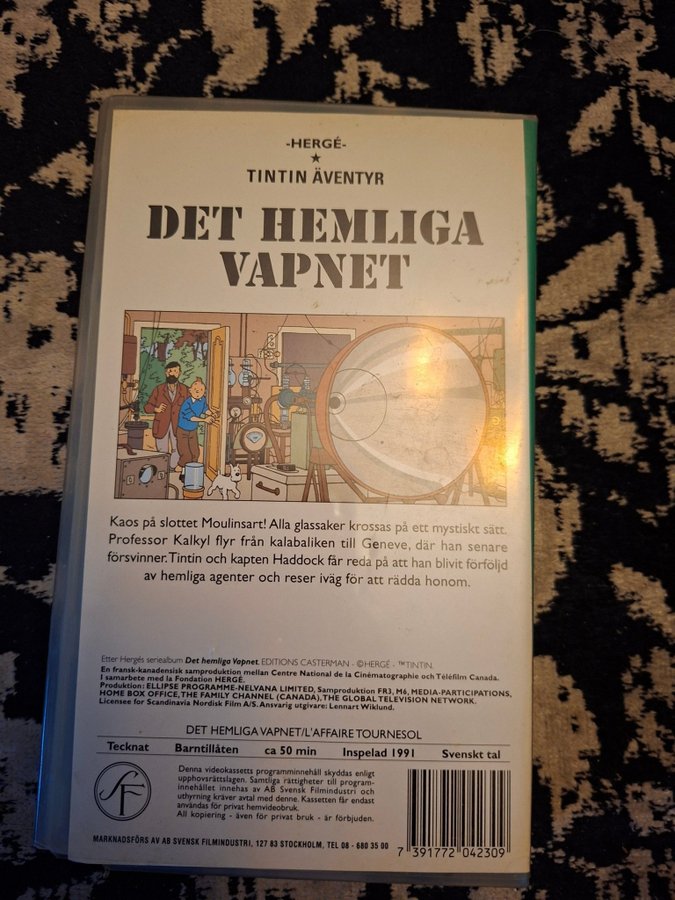 -HERGÉ-
TINTIN ÄVENTYR
DET HEMLIGA
VAPNET
Kaos på slottet Moulinsart! Alla glassaker krossas på ett mystiskt sätt.
Professor Kalkyl flyr från kalabaliken till Geneve, där han senare
försvinner. Tintin och kapten Haddock får reda på att han blivit förföljd
av hemliga agenter och reser iväg för att rädda honom.
Etter Hergés seriealbum Det hemliga Vapnet. EDITIONS CASTERMAN - ©HERGÉ - ™TINTIN.
En fransk-kanadensisk samproduktion mellan Centre National de la Cinématographie och Téléfilm Canada.
I samarbete med la Fondation HERGÉ.
Produktion: ELLIPSE PROGRAMME-NELVANA LIMITED, Samproduktion FR3, M6, MEDIA-PARTICIPATIONS,
HOME BOX OFFICE, THE FAMILY CHANNEL (CANADA), THE GLOBAL TELEVISION NETWORK.
Licensee for Scandinavia Nordisk Film A/S. Ansvarig utgivare: Lennart Wiklund.
DET HEMLIGA VAPNET/L'AFFAIRE TOURNESOL
Tecknat Barntillåten ca 50 min Inspelad 1991 Svenskt tal
SF
Denna videokassetts programinnehåll skyddas enligt
upphovsrättslagen. Samtliga rättigheter till program-
innehållet innehas av AB Svensk Filmindustri och
uthyrning kräver avtal med denne. Kassetten får endast
användas för privat hemvideobruk.
All kopiering - även för privat bruk - är förbjuden.
MARKNADSFÖRS AV AB SVENSK FILMINDUSTRI, 127 83 STOCKHOLM, TEL 08 - 680 35 00
7 391772 042309